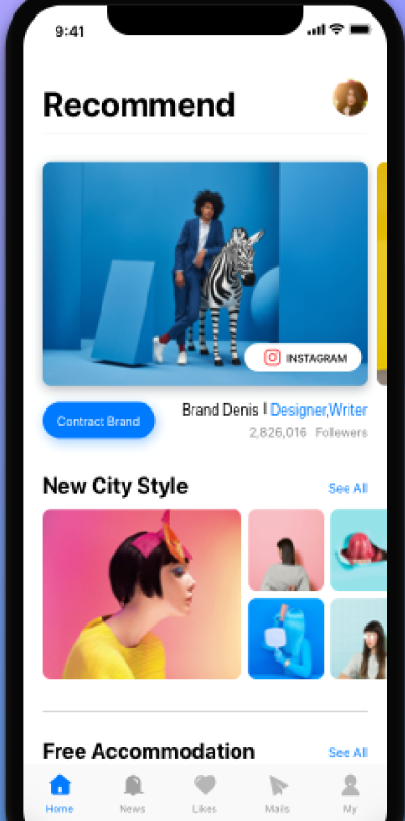 9:41
Recommend
INSTAGRAM
Contract Brand
Brand Denis | Designer,Writer
2,826,016 Followers
New City Style
See All
Free Accommodation
See All
Home
News
Likes
Mails
My